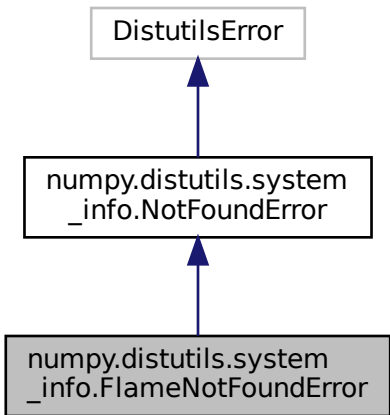 DistutilsError
numpy.distutils.system
_info.NotFoundError
numpy.distutils.system
_info.FlameNotFoundError